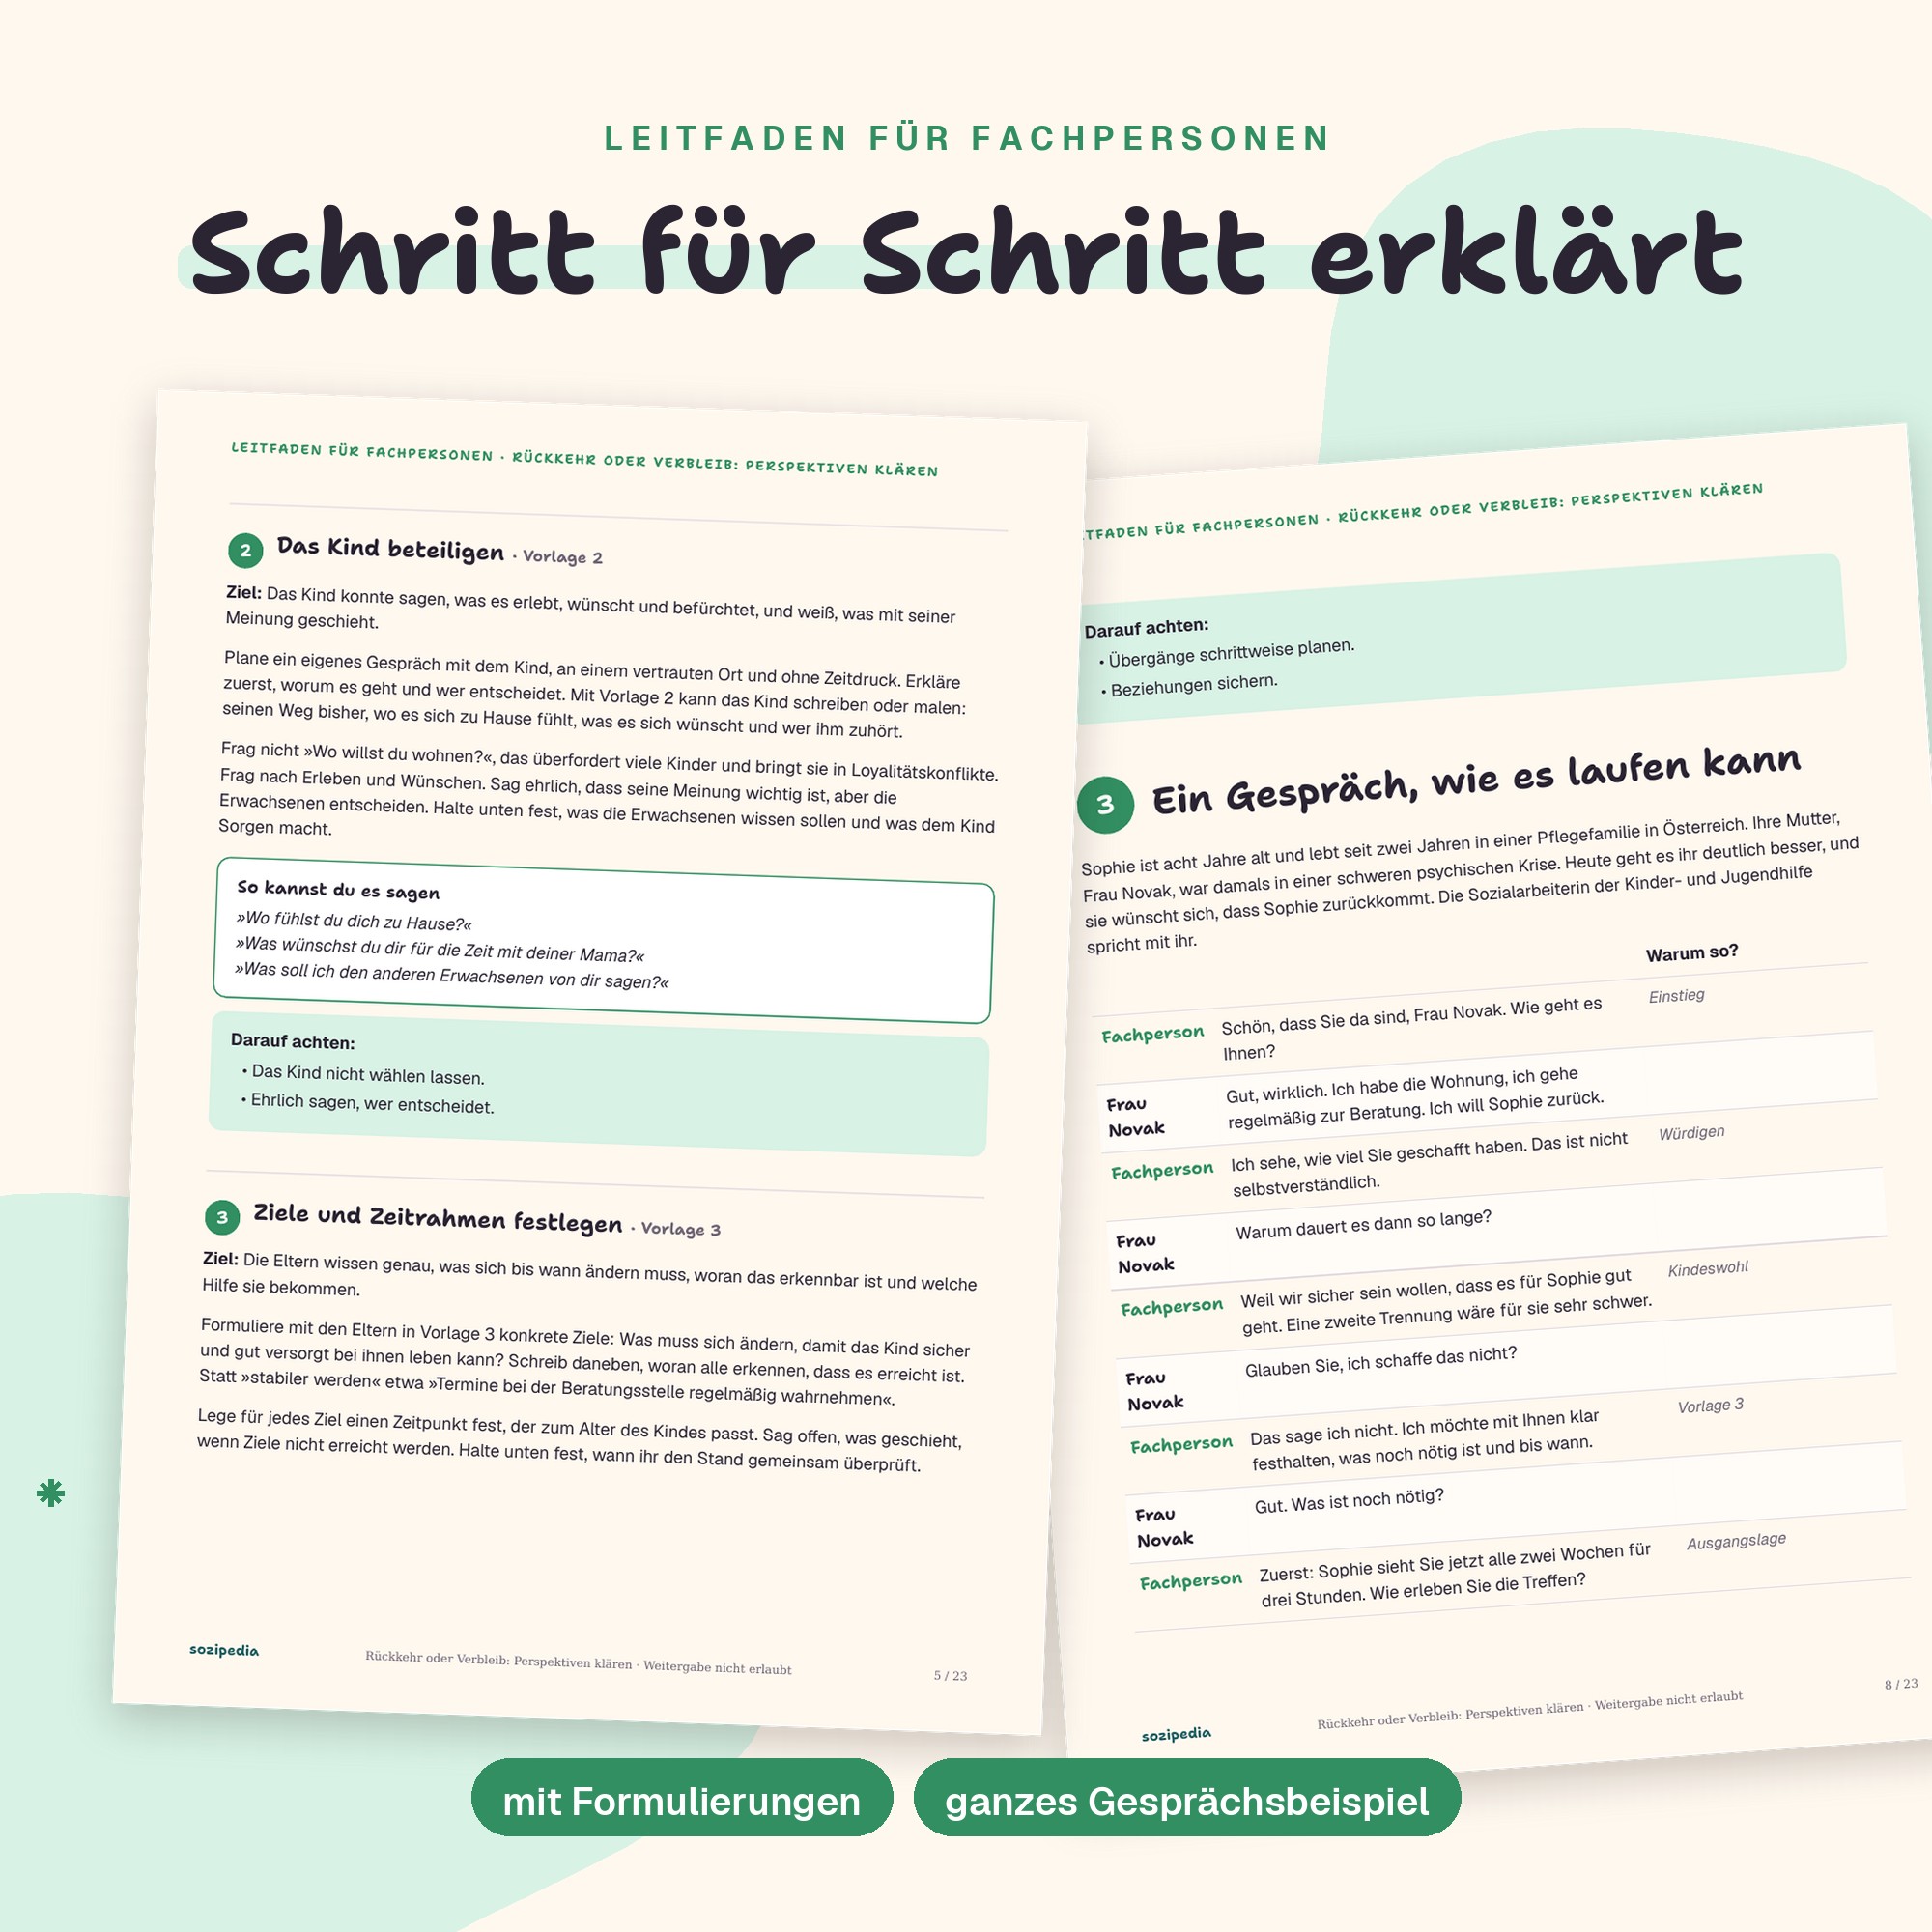 LEITFADEN FÜR FACHPERSONEN
Schritt für Schritt erklärt
LEITFADEN FÜR FACHPERSONEN · RÜCKKEHR ODER VERBLEIB: PERSPEKTIVEN KLÄREN
2 Das Kind beteiligen · Vorlage 2
Ziel: Das Kind konnte sagen, was es erlebt, wünscht und befürchtet, und weiß, was mit seiner
Meinung geschieht.
Plane ein eigenes Gespräch mit dem Kind, an einem vertrauten Ort und ohne Zeitdruck. Erkläre
zuerst, worum es geht und wer entscheidet. Mit Vorlage 2 kann das Kind schreiben oder malen:
seinen Weg bisher, wo es sich zu Hause fühlt, was es sich wünscht und wer ihm zuhört.
Frag nicht »Wo willst du wohnen?«, das überfordert viele Kinder und bringt sie in Loyalitätskonflikte.
Frag nach Erleben und Wünschen. Sag ehrlich, dass seine Meinung wichtig ist, aber die
Erwachsenen entscheiden. Halte unten fest, was die Erwachsenen wissen sollen und was dem Kind
Sorgen macht.
So kannst du es sagen
»Wo fühlst du dich zu Hause?«
»Was wünschst du dir für die Zeit mit deiner Mama?«
»Was soll ich den anderen Erwachsenen von dir sagen?«
Darauf achten:
• Das Kind nicht wählen lassen.
• Ehrlich sagen, wer entscheidet.
3 Ziele und Zeitrahmen festlegen · Vorlage 3
Ziel: Die Eltern wissen genau, was sich bis wann ändern muss, woran das erkennbar ist und welche
Hilfe sie bekommen.
Formuliere mit den Eltern in Vorlage 3 konkrete Ziele: Was muss sich ändern, damit das Kind sicher
und gut versorgt bei ihnen leben kann? Schreib daneben, woran alle erkennen, dass es erreicht ist.
Statt »stabiler werden« etwa »Termine bei der Beratungsstelle regelmäßig wahrnehmen«.
Lege für jedes Ziel einen Zeitpunkt fest, der zum Alter des Kindes passt. Sag offen, was geschieht,
wenn Ziele nicht erreicht werden. Halte unten fest, wann ihr den Stand gemeinsam überprüft.
sozipedia
Rückkehr oder Verbleib: Perspektiven klären · Weitergabe nicht erlaubt
5 / 23
TFADEN FÜR FACHPERSONEN · RÜCKKEHR ODER VERBLEIB: PERSPEKTIVEN KLÄREN
Darauf achten:
• Übergänge schrittweise planen.
• Beziehungen sichern.
3 Ein Gespräch, wie es laufen kann
Sophie ist acht Jahre alt und lebt seit zwei Jahren in einer Pflegefamilie in Österreich. Ihre Mutter,
Frau Novak, war damals in einer schweren psychischen Krise. Heute geht es ihr deutlich besser, und
sie wünscht sich, dass Sophie zurückkommt. Die Sozialarbeiterin der Kinder- und Jugendhilfe
spricht mit ihr.
Warum so?
Fachperson Schön, dass Sie da sind, Frau Novak. Wie geht es Einstieg
Ihnen?
Frau Gut, wirklich. Ich habe die Wohnung, ich gehe
Novak regelmäßig zur Beratung. Ich will Sophie zurück.
Fachperson Ich sehe, wie viel Sie geschafft haben. Das ist nicht Würdigen
selbstverständlich.
Frau Warum dauert es dann so lange?
Novak
Fachperson Weil wir sicher sein wollen, dass es für Sophie gut Kindeswohl
geht. Eine zweite Trennung wäre für sie sehr schwer.
Frau Glauben Sie, ich schaffe das nicht?
Novak
Fachperson Das sage ich nicht. Ich möchte mit Ihnen klar Vorlage 3
festhalten, was noch nötig ist und bis wann.
Frau Gut. Was ist noch nötig?
Novak
Fachperson Zuerst: Sophie sieht Sie jetzt alle zwei Wochen für Ausgangslage
drei Stunden. Wie erleben Sie die Treffen?
sozipedia
Rückkehr oder Verbleib: Perspektiven klären · Weitergabe nicht erlaubt
8 / 23
mit Formulierungen
ganzes Gesprächsbeispiel